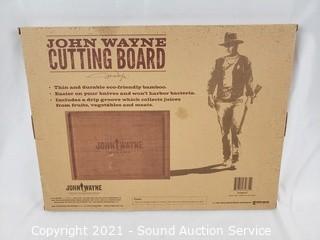 JOHN WAYNE
CUTTING BOARD
• Thin and durable eco-friendly bamboo.
• Easier on your knives and won't harbor bacteria.
• Includes a drip groove which collects juices
from fruits, vegetables and meats.
JOHN WAYNE
JOHN WAYNE
Copyright 2021 - Sound Auction Service